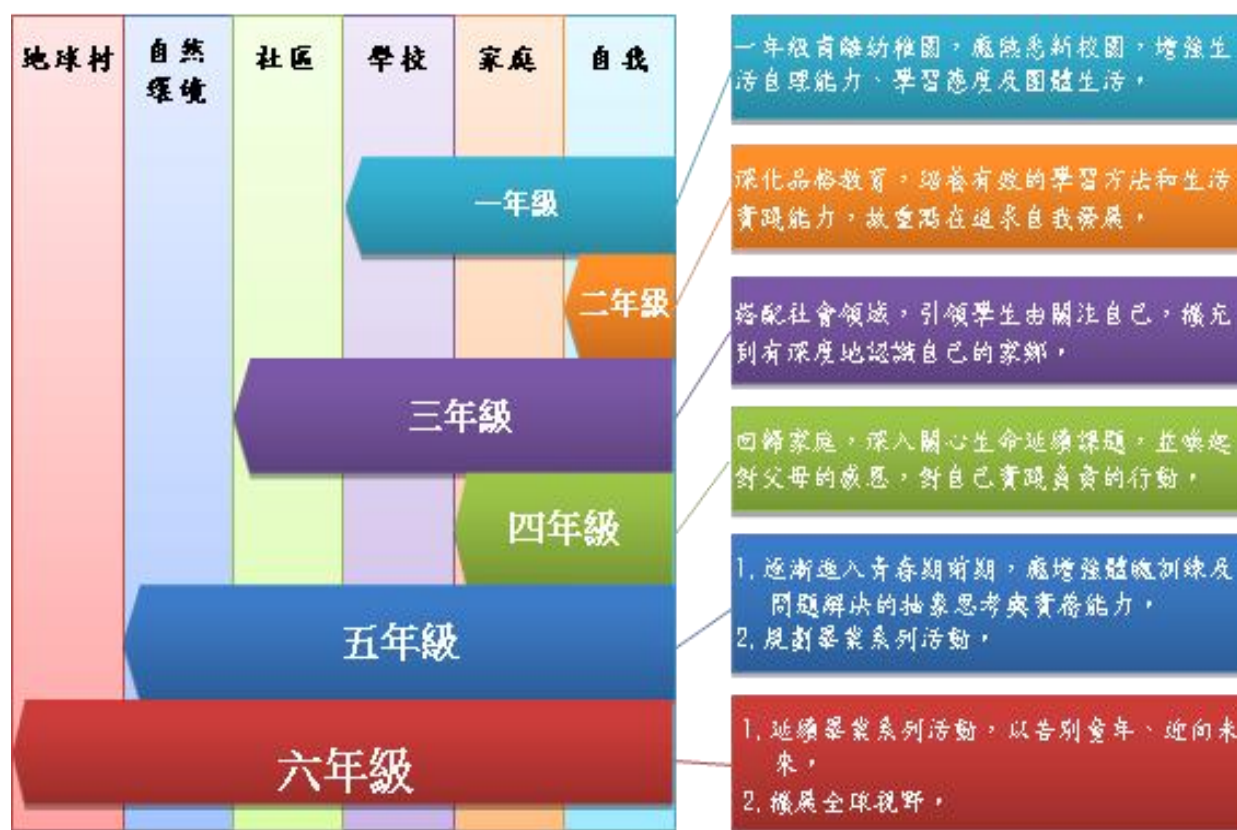 地球村
自然
環境
社區
學校
家庭
自我
一年級
二年級
三年級
四年級
五年級
六年級
一年級甫離幼稚園，應熟悉新校園，增強生
活自理能力、學習態度及團體生活。
深化品格教育，培養有效的學習方法和生活
實踐能力，故重點在追求自我發展。
搭配社會領域，引領學生由關注自己，擴充
到有深度地認識自己的家鄉。
回歸家庭，深入關心生命延續課題，並喚起
對父母的感恩，對自己實踐負責的行動。
1. 逐漸進入青春期前期，應增強體魄訓練及
問題解決的抽象思考與實務能力。
2. 規劃畢業系列活動。
1. 延續畢業系列活動，以告別童年、迎向未
來。
2. 擴展全球視野。